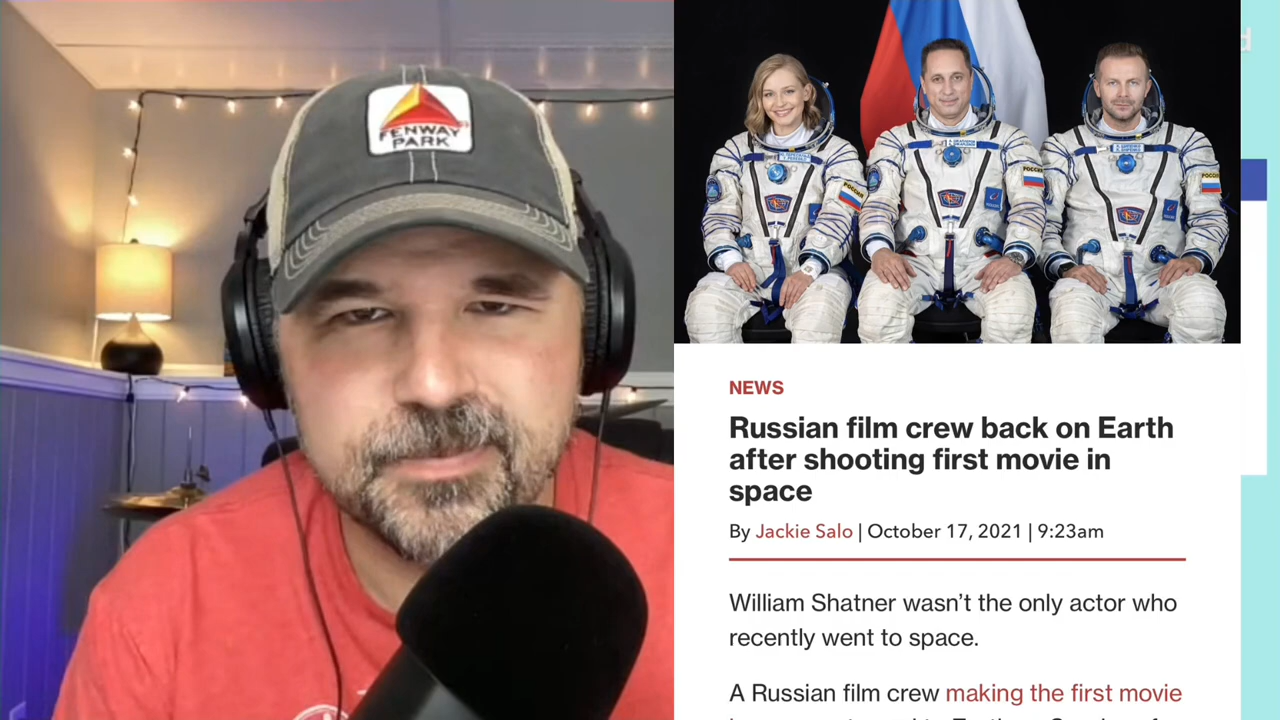 FENWAY
PARK
РОССИЯ
РОССИЯ
NEWS
Russian film crew back on Earth
after shooting first movie in
space
By Jackie Salo | October 17, 2021 | 9:23am
William Shatner wasn’t the only actor who
recently went to space.
A Russian film crew making the first movie